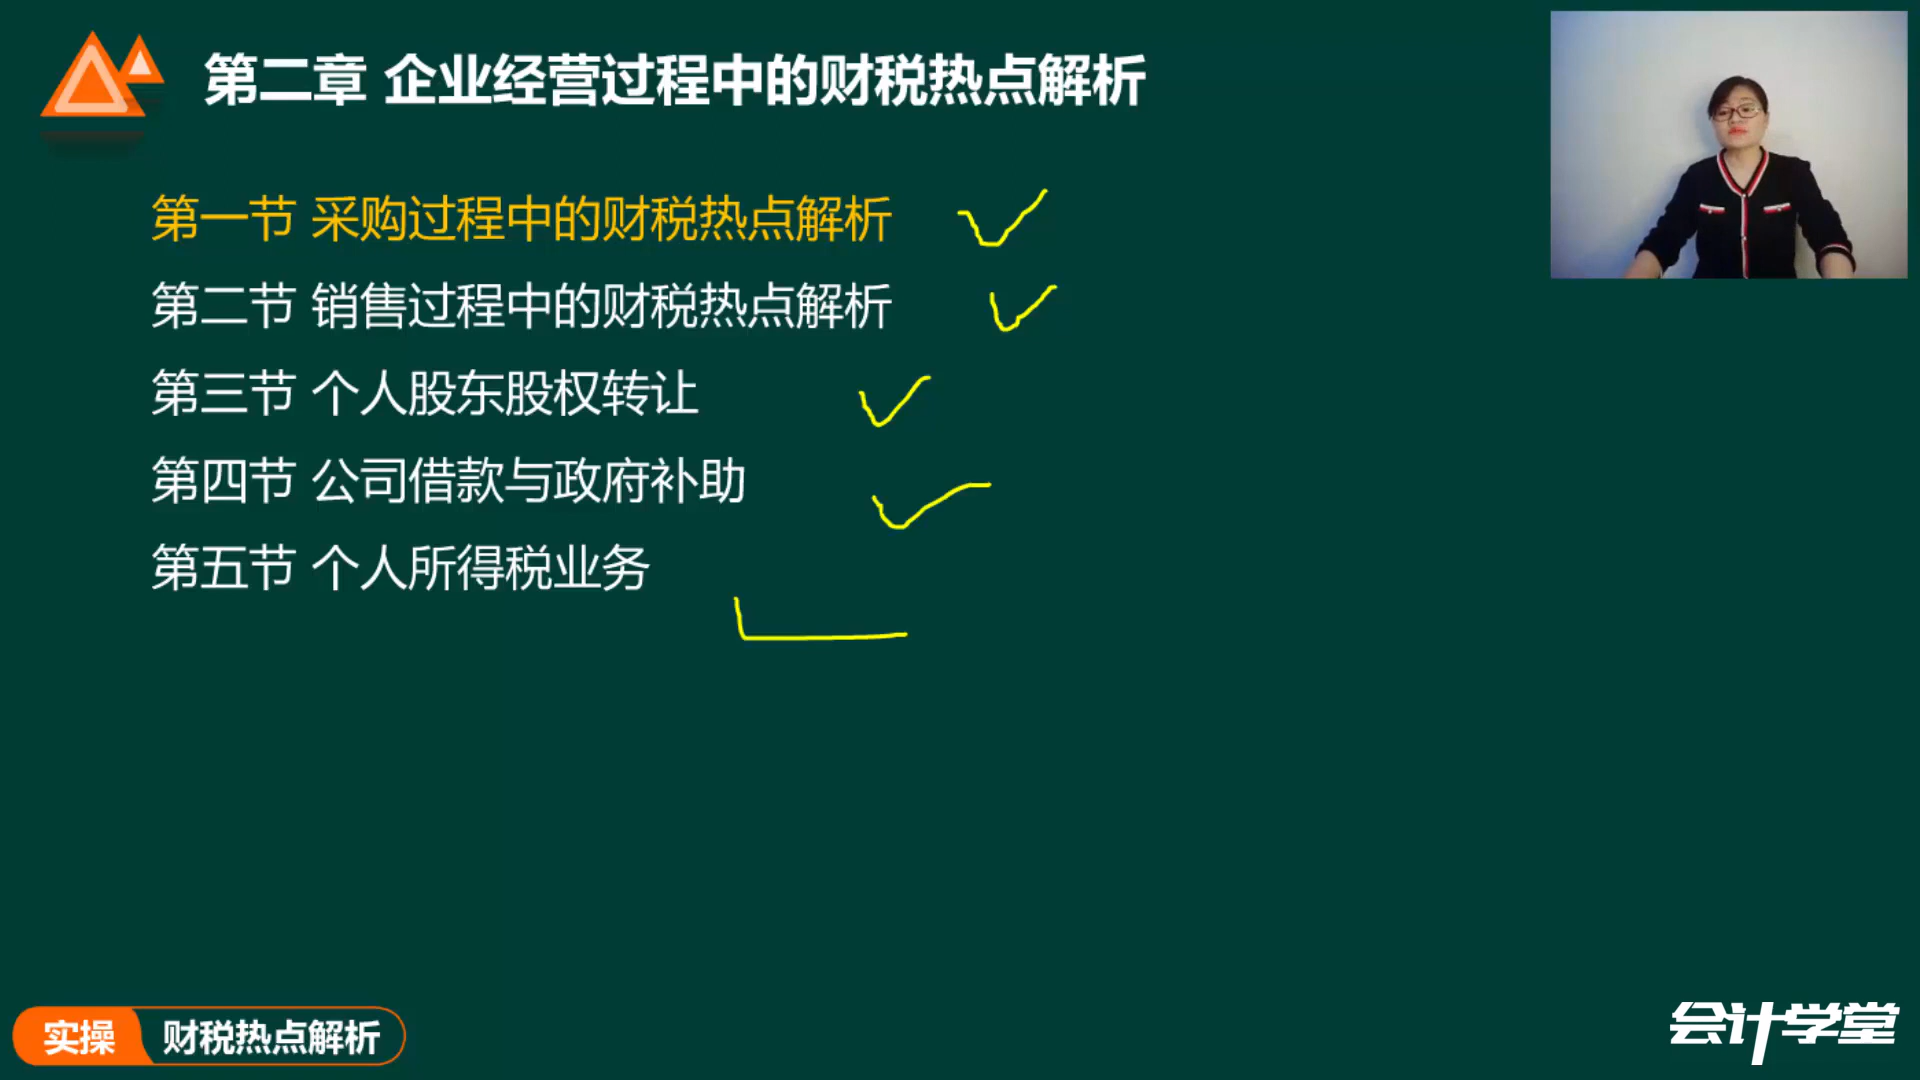 第二章 企业经营过程中的财税热点解析
第一节 采购过程中的财税热点解析
第二节 销售过程中的财税热点解析
第三节 个人股东股权转让
第四节 公司借款与政府补助
第五节 个人所得税业务
实操 财税热点解析
会计学堂